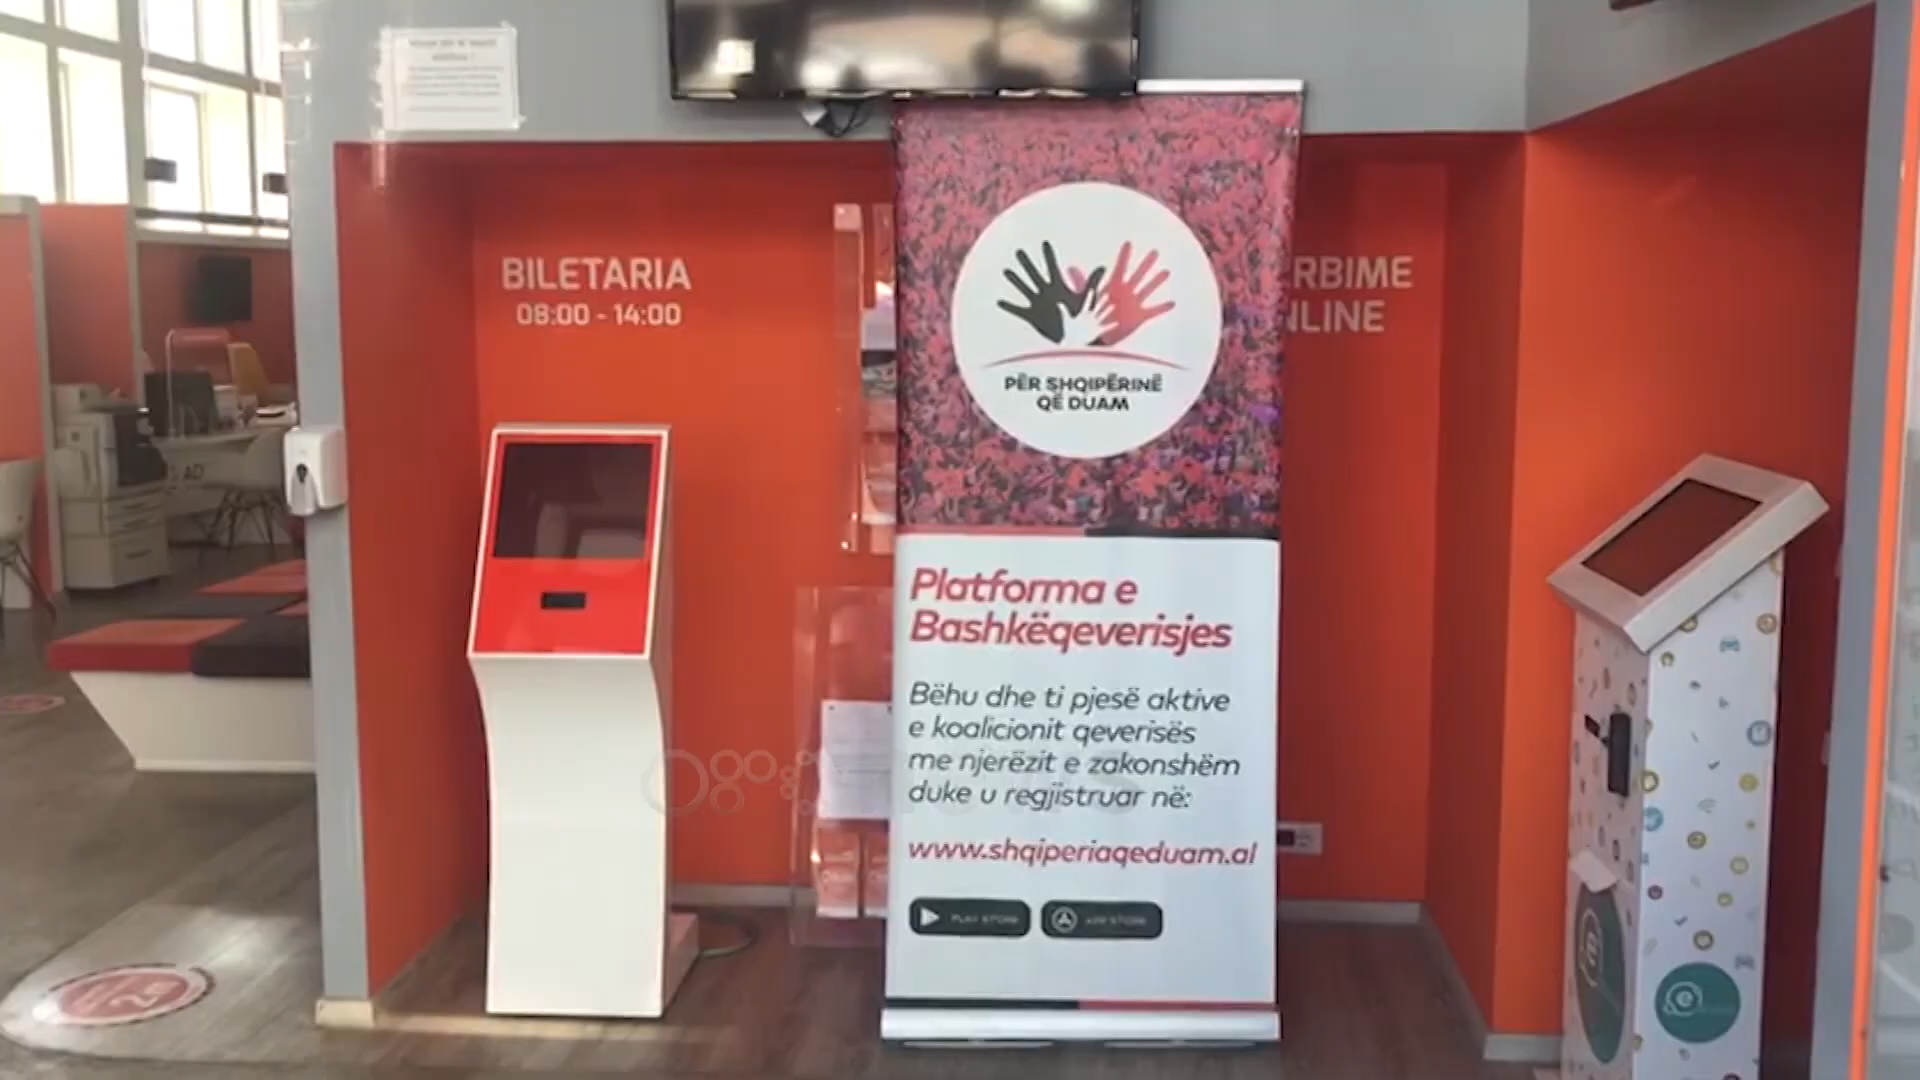 BILETARIA
08:00 - 14:00
RBIME
NLINE
PËR SHQIPËRINË
QË DUAM
Platforma e
Bashkëqeverisjes
Bëhu dhe ti pjesë aktive
e koalicionit qeverisës
me njerëzit e zakonshëm
duke u regjistruar në:
www.shqiperiaqeduam.al
PLAY STORE
APP STORE